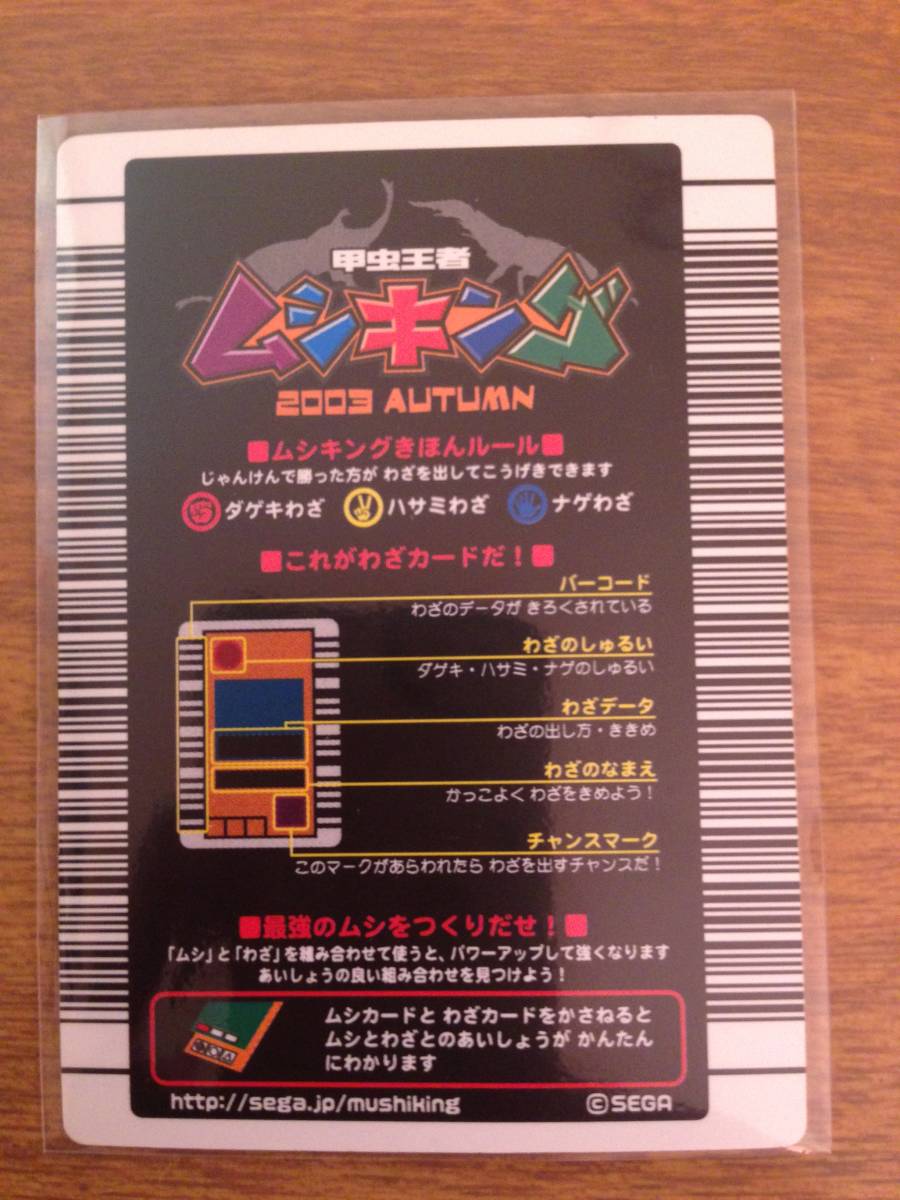 甲虫王者
ムシキング
2003 AUTUMN
■ムシキングきほんルール■
じゃんけんで勝った方が わざを出してこうげきできます
ダゲキわざ ハサミわざ ナゲわざ
■これがわざカードだ！■
バーコード
わざのデータが きろくされている
わざのしゅるい
ダゲキ・ハサミ・ナゲのしゅるい
わざデータ
わざの出し方・ききめ
わざのなまえ
かっこよく わざをきめよう！
チャンスマーク
このマークがあらわれたら わざを出すチャンスだ！
■最強のムシをつくりだせ！■
「ムシ」と「わざ」を組み合わせて使うと、パワーアップして強くなります
あいしょうの良い組み合わせを見つけよう！
ムシカードと わざカードをかさねると
ムシとわざとのあいしょうが かんたん
にわかります
http://sega.jp/mushiking ©SEGA